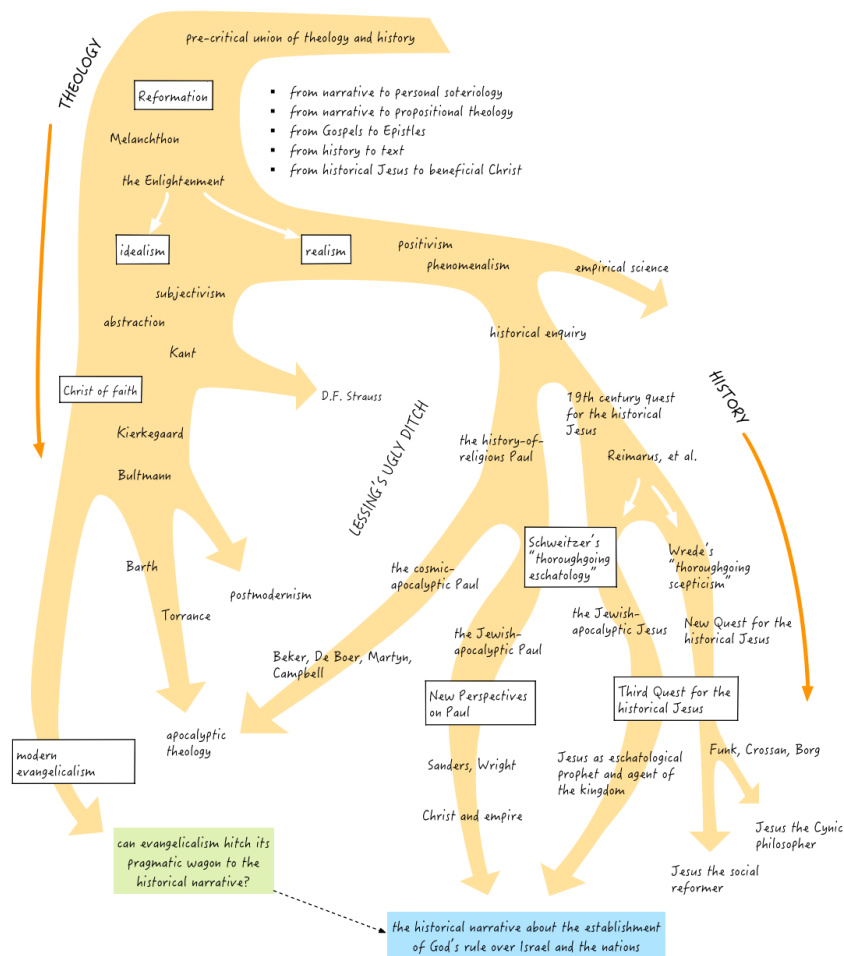 pre-critical union of theology and history
THEOLOGY
Reformation
▪ from narrative to personal soteriology
▪ from narrative to propositional theology
▪ from Gospels to Epistles
▪ from history to text
▪ from historical Jesus to beneficial Christ
Melanchthon
the Enlightenment
idealism
realism
positivism
phenomenalism
empirical science
subjectivism
abstraction
Kant
historical enquiry
Christ of faith
D.F. Strauss
LESSING'S UGLY DITCH
HISTORY
19th century quest
for the historical
Jesus
Kierkegaard
the history-of-
religions Paul
Reimarus, et al.
Bultmann
Schweitzer's
"thoroughgoing
eschatology"
Wrede's
"thoroughgoing
scepticism"
Barth
postmodernism
the cosmic-
apocalyptic Paul
Torrance
the Jewish-
apocalyptic Jesus
New Quest for the
historical Jesus
the Jewish-
apocalyptic Paul
Beker, De Boer, Martyn,
Campbell
New Perspectives
on Paul
Third Quest for the
historical Jesus
apocalyptic
theology
modern
evangelicalism
Sanders, Wright
Jesus as eschatological
prophet and agent of
the kingdom
Funk, Crossan, Borg
Christ and empire
Jesus the Cynic
philosopher
Jesus the social
reformer
can evangelicalism hitch its
pragmatic wagon to the
historical narrative?
the historical narrative about the establishment
of God's rule over Israel and the nations